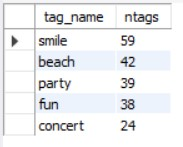 tag_name ntags
smile 59
beach 42
party 39
fun 38
concert 24